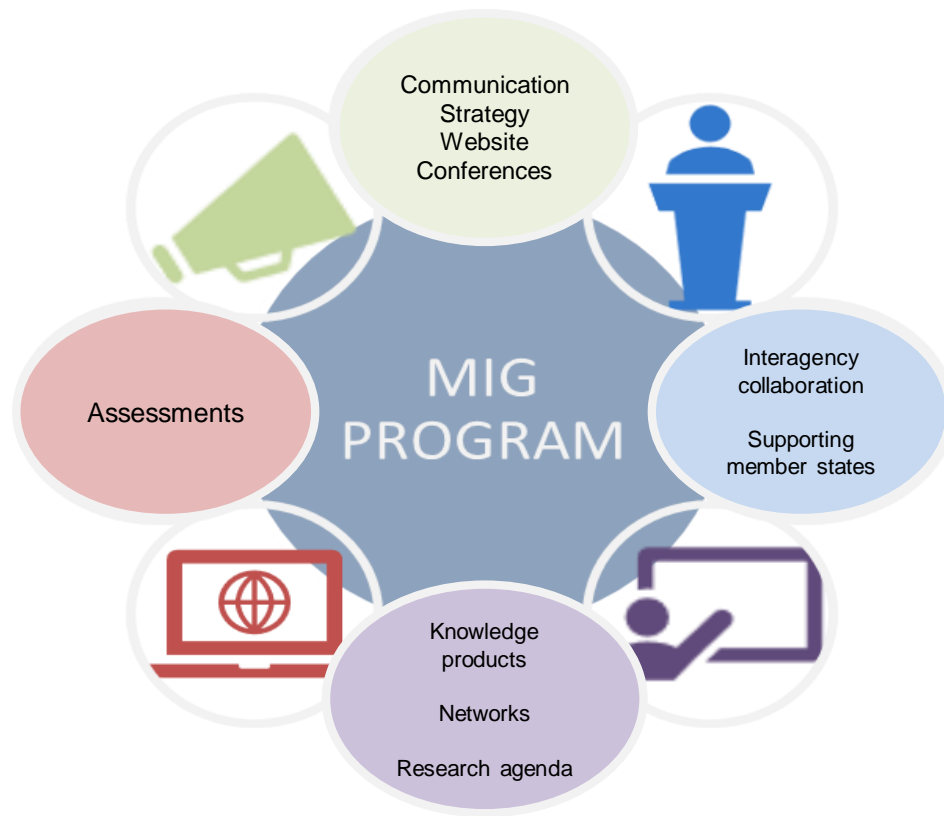 Communication
Strategy
Website
Conferences
Assessments
MIG
PROGRAM
Interagency
collaboration
Supporting
member states
Knowledge
products
Networks
Research agenda